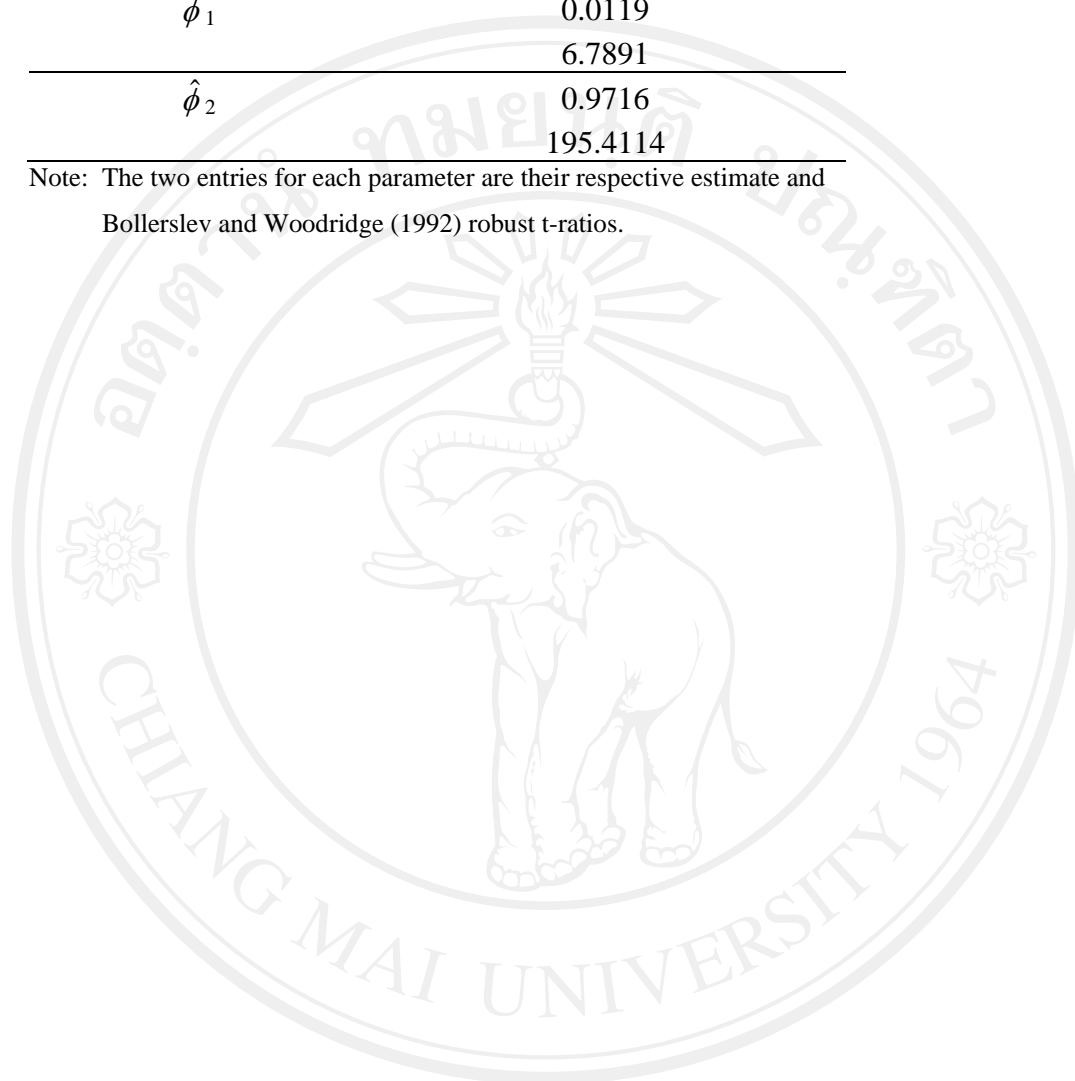 ϕ̂ 1 0.0119
6.7891
ϕ̂ 2 0.9716
195.4114
Note: The two entries for each parameter are their respective estimate and
Bollerslev and Woodridge (1992) robust t-ratios.
CHIANG MAI UNIVERSITY 1964